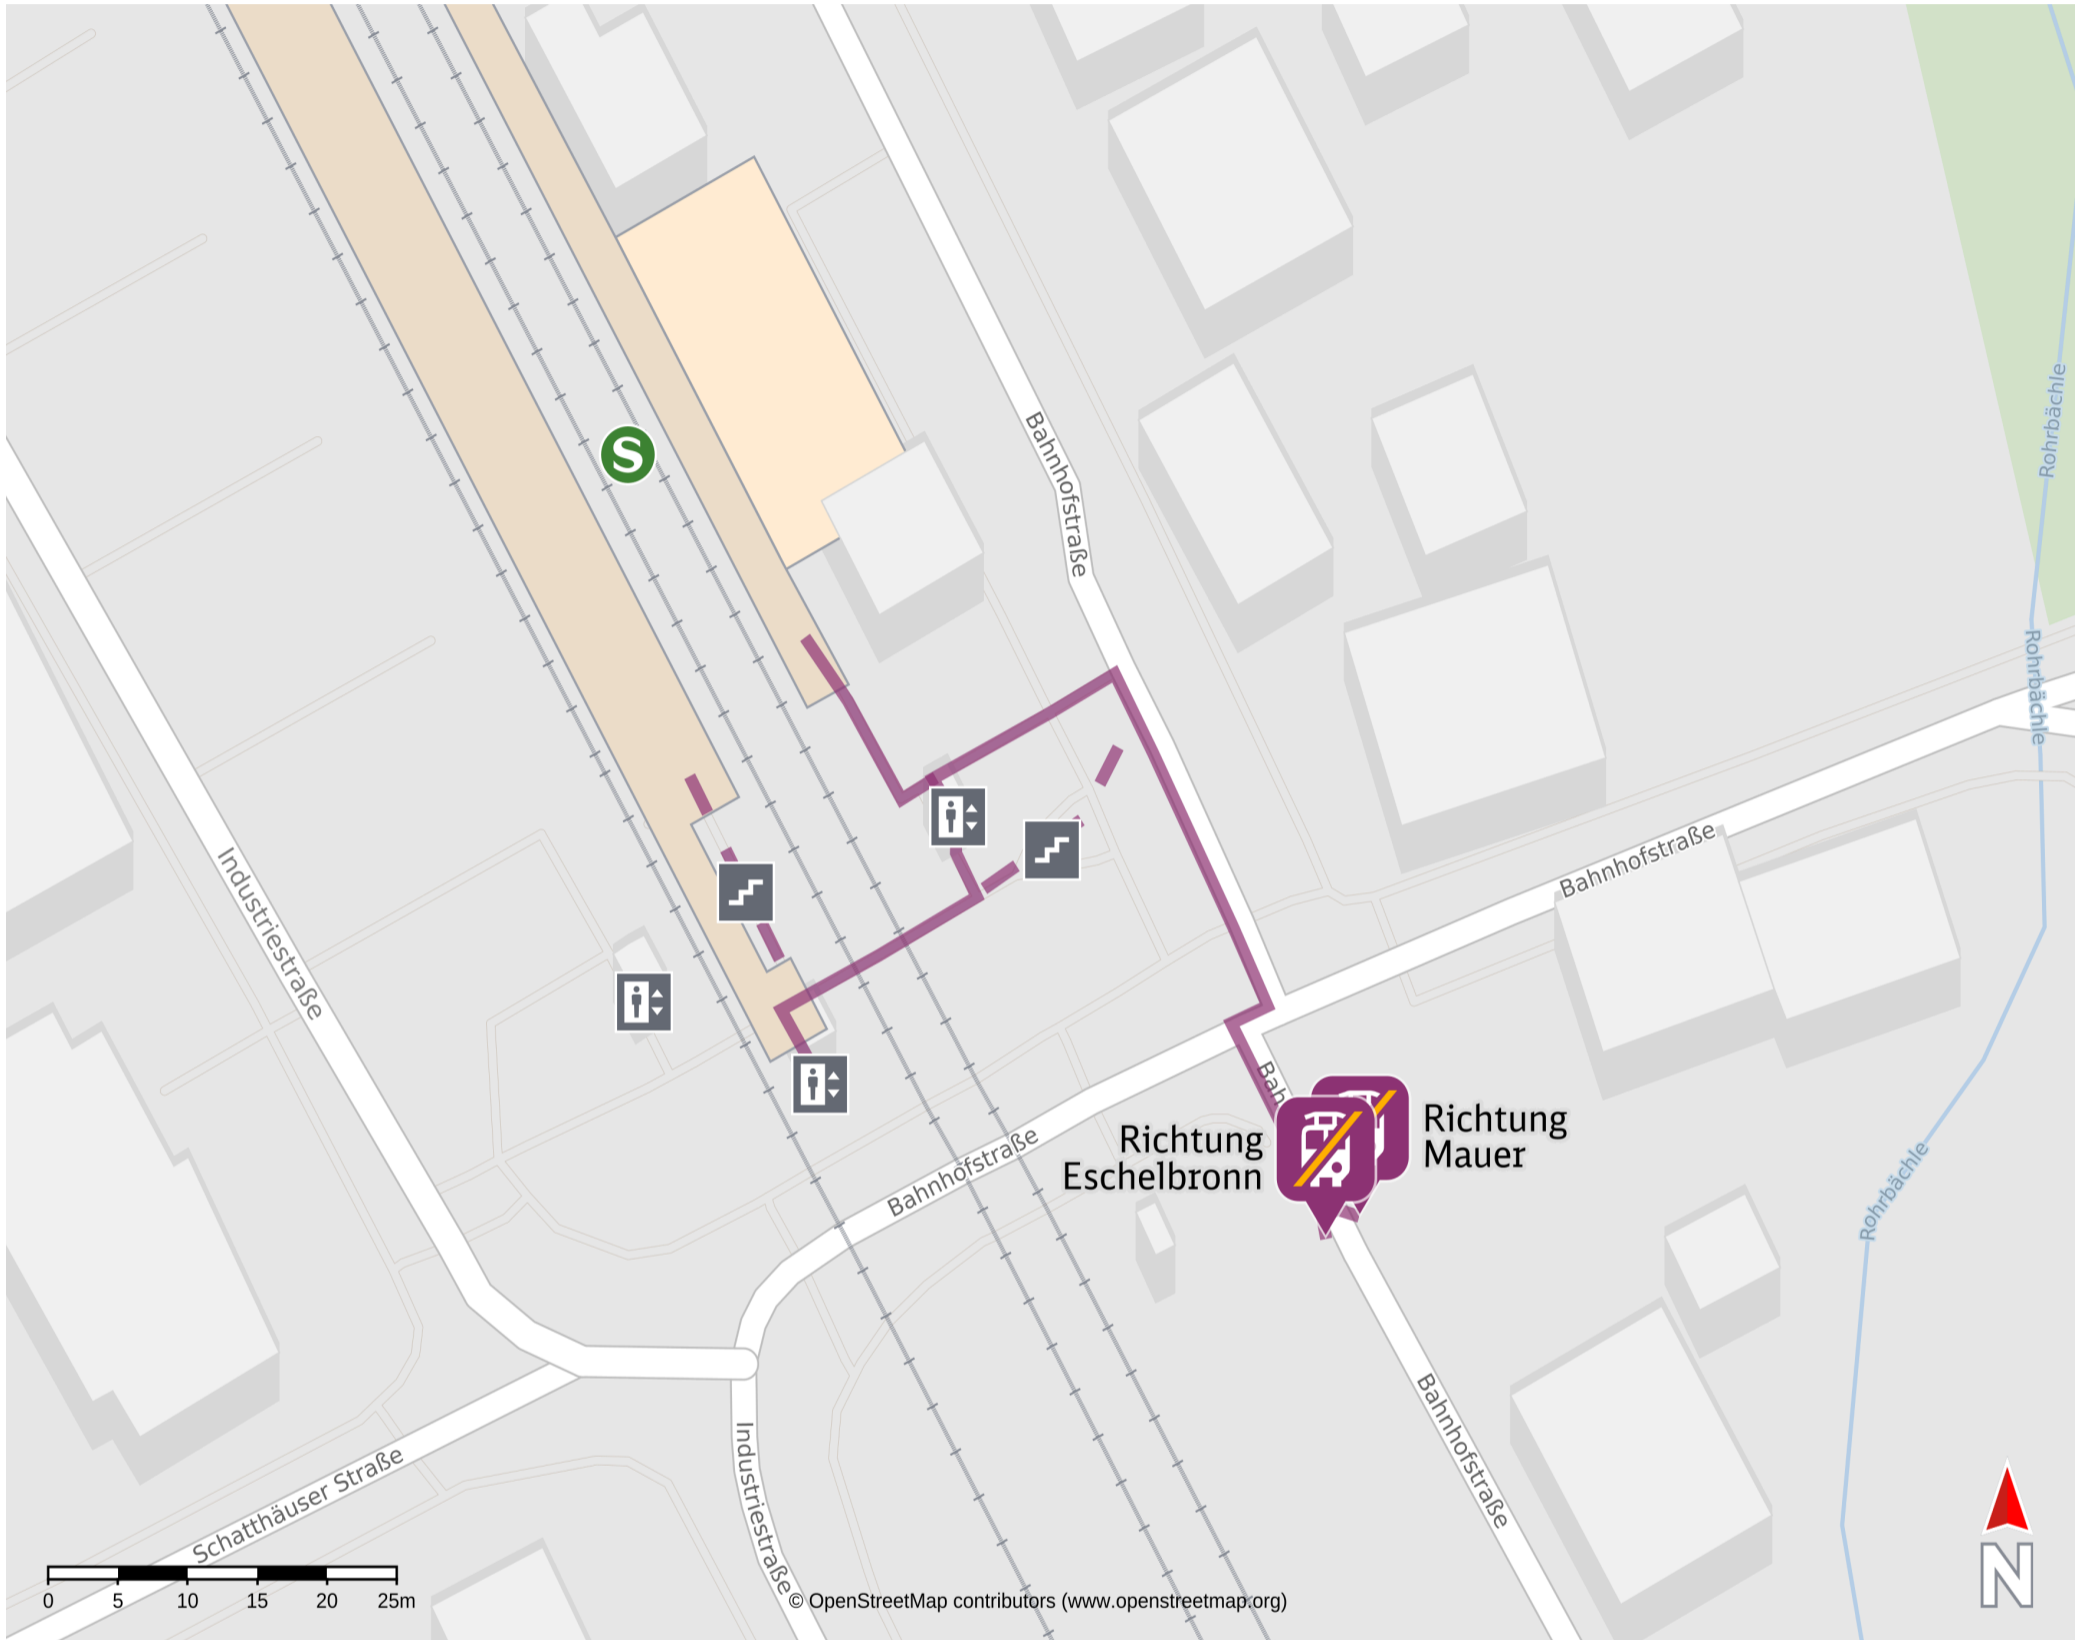 S
Bahnhofstraße
Rohrbächle
Rohrbächle
Bahnhofstraße
Industriestraße
Bah
Richtung
Mauer
Richtung
Eschelbronn
Bahnhofstraße
Rohrbächle
Bahnhofstraße
Industriestraße
Schatthäuser Straße
0 5 10 15 20 25m
© OpenStreetMap contributors (www.openstreetmap.org)
N